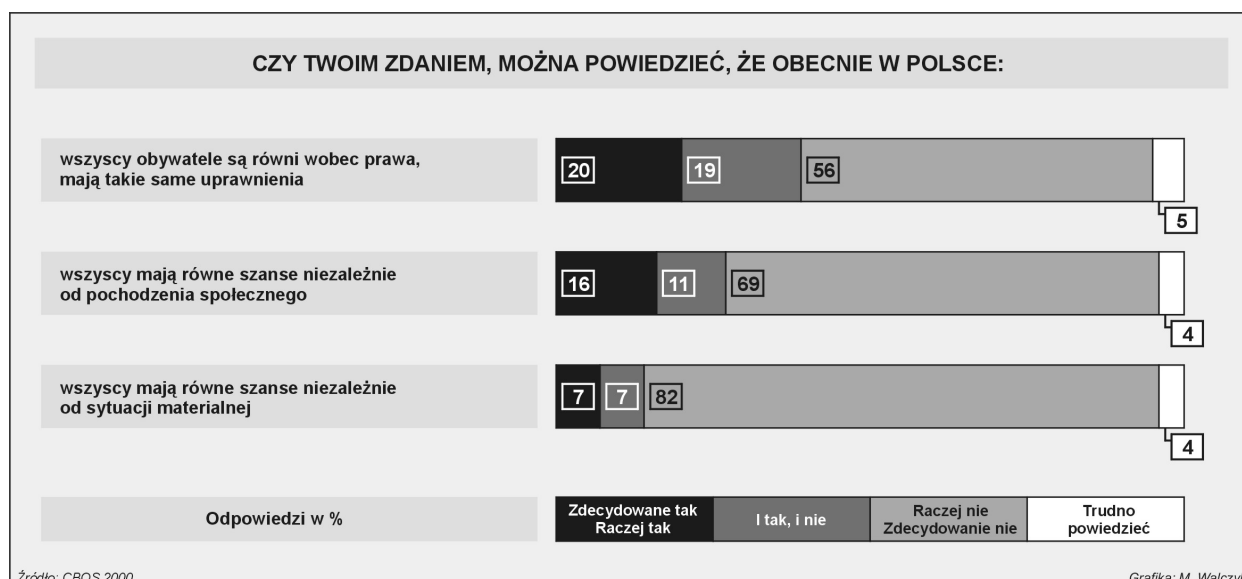 CZY TWOIM ZDANIEM, MOŻNA POWIEDZIEĆ, ŻE OBECNIE W POLSCE:
wszyscy obywatele są równi wobec prawa,
mają takie same uprawnienia
20 19 56
5
wszyscy mają równe szanse niezależnie
od pochodzenia społecznego
16 11 69
4
wszyscy mają równe szanse niezależnie
od sytuacji materialnej
7 7 82
4
Odpowiedzi w %
Zdecydowane tak
Raczej tak
I tak, i nie
Raczej nie
Zdecydowanie nie
Trudno
powiedzieć
Źródło: CBOS 2000
Grafika: M. Walczyk